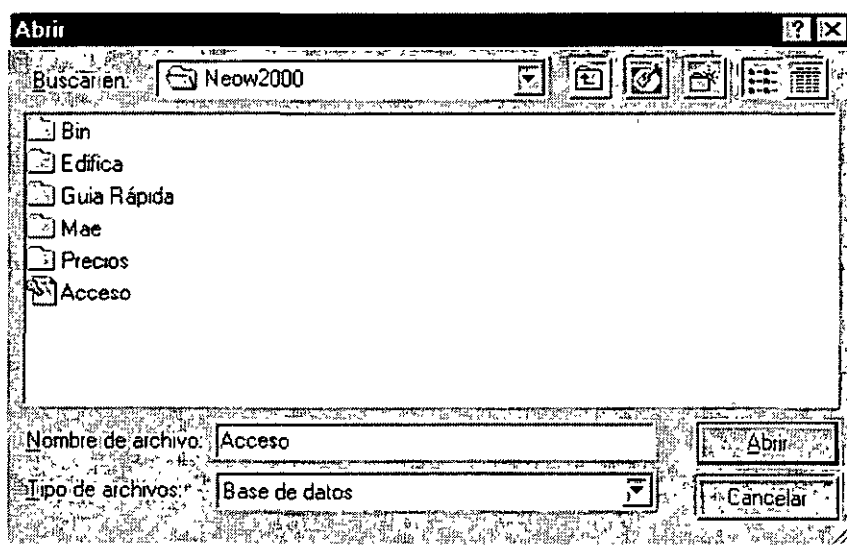 Abrir
Buscar en: Neow2000
Bin
Edífica
Guia Rápida
Mae
Precios
Acceso
Nombre de archivo: Acceso Abrir
Tipo de archivos: Base de datos Cancelar